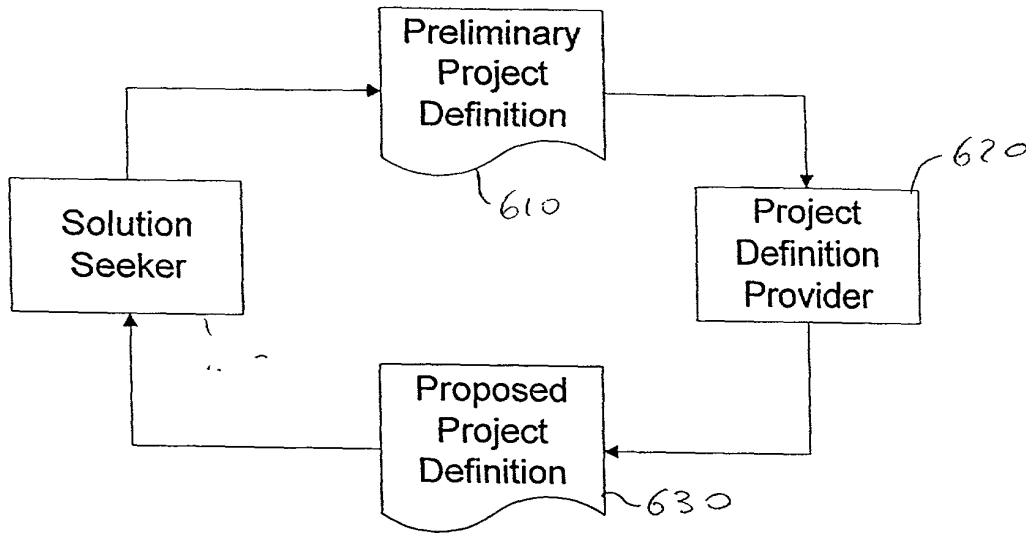 Preliminary
Project
Definition
610
620
Solution
Seeker
Project
Definition
Provider
Proposed
Project
Definition
630